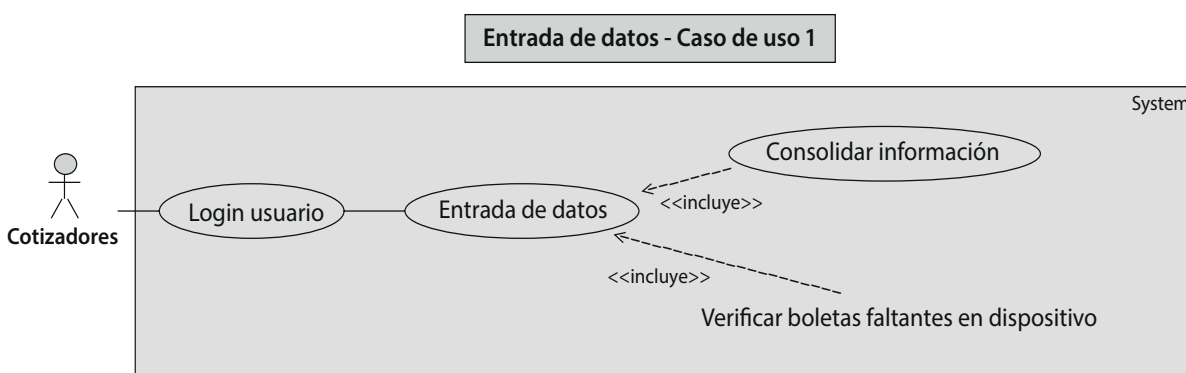 Entrada de datos - Caso de uso 1
System
Consolidar información
Login usuario
Entrada de datos
<<incluye>>
Cotizadores
<<incluye>>
Verificar boletas faltantes en dispositivo